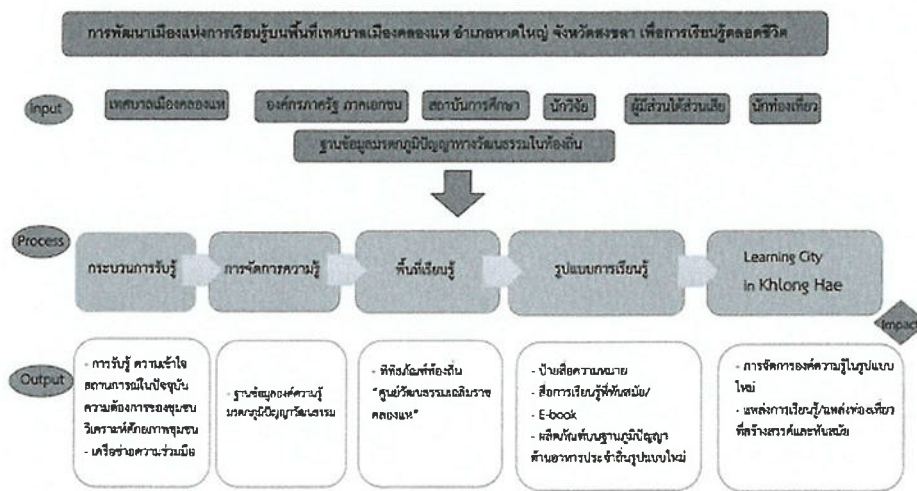 การพัฒนาเมืองแห่งการเรียนรู้บนพื้นที่เทศบาลเมืองคลองแห อำเภอหาดใหญ่ จังหวัดสงขลา เพื่อการเรียนรู้ตลอดชีวิต
Input
เทศบาลเมืองคลองแห
องค์กรภาครัฐ ภาคเอกชน
สถาบันการศึกษา
นักวิจัย
ผู้มีส่วนได้ส่วนเสีย
นักท่องเที่ยว
ฐานข้อมูลมรดกภูมิปัญญาทางวัฒนธรรมในท้องถิ่น
Process
กระบวนการรับรู้
การจัดการความรู้
พื้นที่เรียนรู้
รูปแบบการเรียนรู้
Learning City
in Khlong Hae
Impact
Output
- การรับรู้ ความเข้าใจ
สถานการณ์ในปัจจุบัน
ความต้องการของชุมชน
วิเคราะห์ศักยภาพชุมชน
- เครือข่ายความร่วมมือ
- ฐานข้อมูลองค์ความรู้
มรดกภูมิปัญญาวัฒนธรรม
- พิพิธภัณฑ์ท้องถิ่น
"ศูนย์วัฒนธรรมเฉลิมราช
คลองแห"
- ป้ายสื่อความหมาย
- สื่อการเรียนรู้ที่ทันสมัย/
- E-book
- ผลิตภัณฑ์บนฐานภูมิปัญญา
ด้านอาหารประจำถิ่นรูปแบบใหม่
- การจัดการองค์ความรู้ในรูปแบบ
ใหม่
- แหล่งการเรียนรู้/แหล่งท่องเที่ยว
ที่สร้างสรรค์และทันสมัย